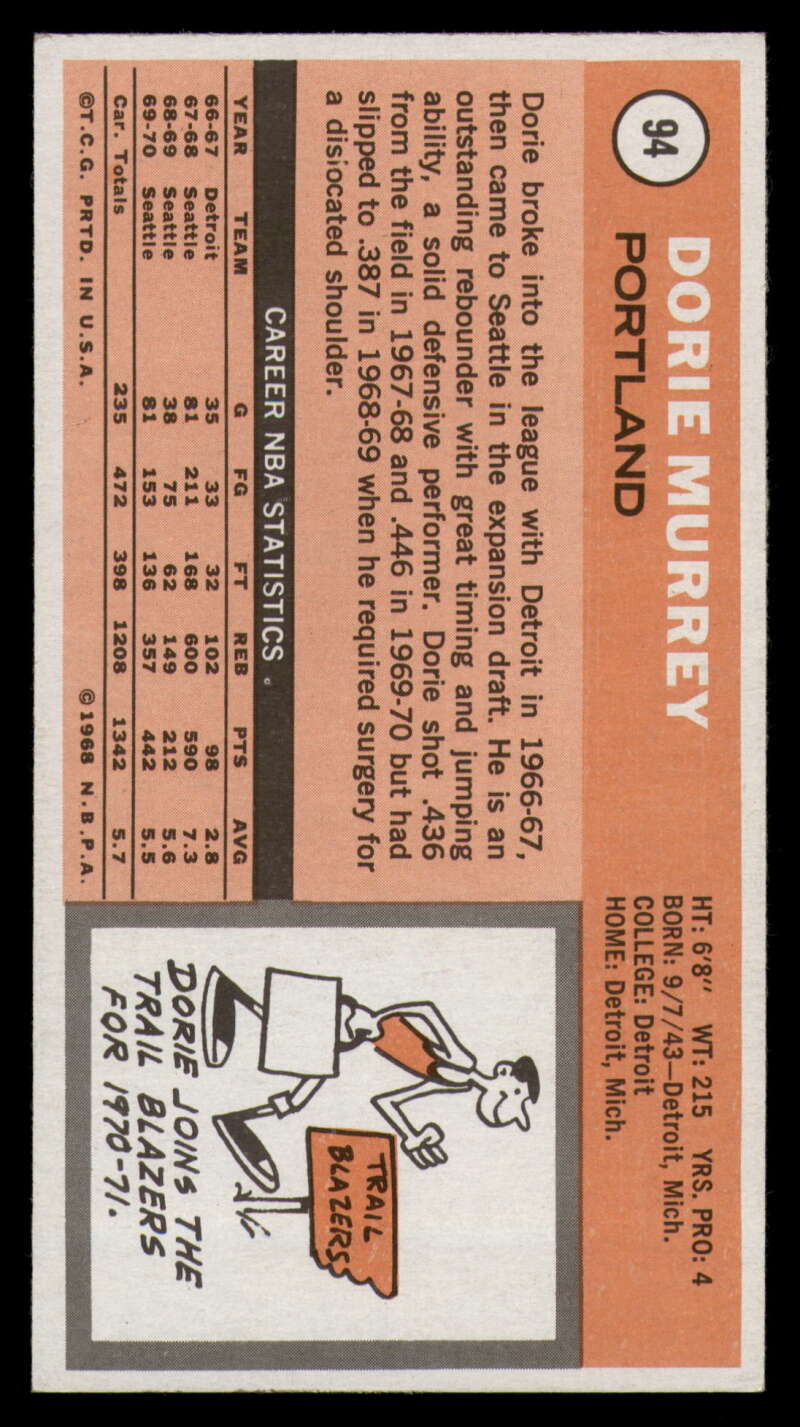 94
DORIE MURREY
PORTLAND
HT: 6'8" WT: 215 YRS. PRO: 4
BORN: 9/7/43—Detroit, Mich.
COLLEGE: Detroit
HOME: Detroit, Mich.
Dorie broke into the league with Detroit in 1966-67,
then came to Seattle in the expansion draft. He is an
outstanding rebounder with great timing and jumping
ability, a solid defensive performer. Dorie shot .436
from the field in 1967-68 and .446 in 1969-70 but had
slipped to .387 in 1968-69 when he required surgery for
a disiocated shoulder.
CAREER NBA STATISTICS
YEAR TEAM G FG FT REB PTS AVG
66-67 Detroit 35 33 32 102 98 2.8
67-68 Seattle 81 211 168 600 590 7.3
68-69 Seattle 38 75 62 149 212 5.6
69-70 Seattle 81 153 136 357 442 5.5
Car. Totals 235 472 398 1208 1342 5.7
©T.C.G. PRTD. IN U.S.A. ©1968 N.B.P.A.
TRAIL
BLAZERS
DORIE JOINS THE
TRAIL BLAZERS
FOR 1970-71.